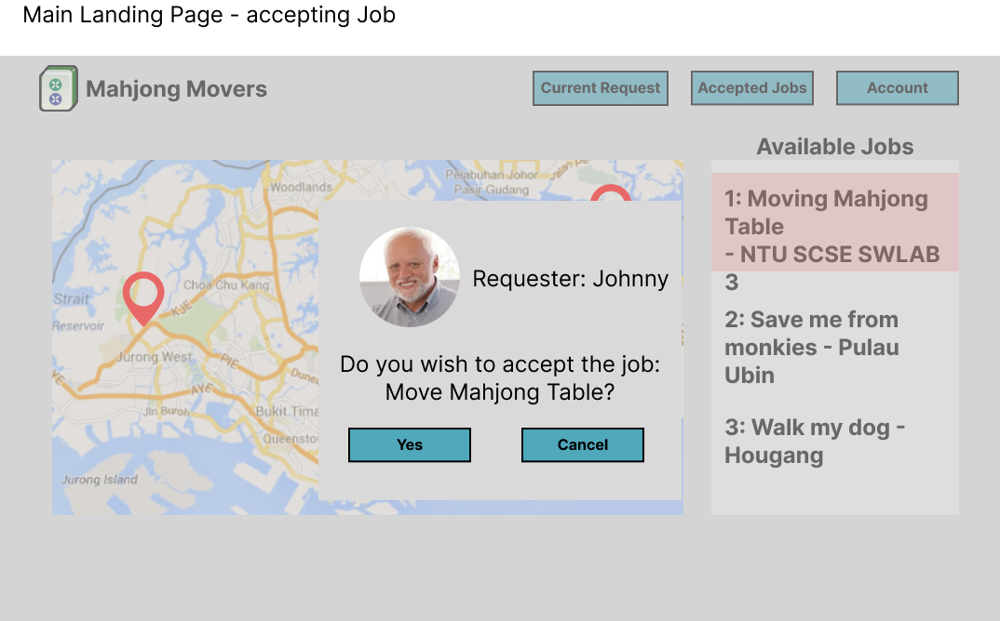 Main Landing Page - accepting Job
Mahjong Movers
Current Request
Accepted Jobs
Account
Available Jobs
Woodlands
Pelabuhan Johor
Pasir Gudang
Jalan
Strait
Reservoir
Choa Chu Kang
KJE
Jurong West
PIE
AYE
Jln Buroh
Bukit Tima
Queensto
Jurong Island
Requester: Johnny
Do you wish to accept the job:
Move Mahjong Table?
Yes
Cancel
1: Moving Mahjong
Table
- NTU SCSE SWLAB
3
2: Save me from
monkies - Pulau
Ubin
3: Walk my dog -
Hougang